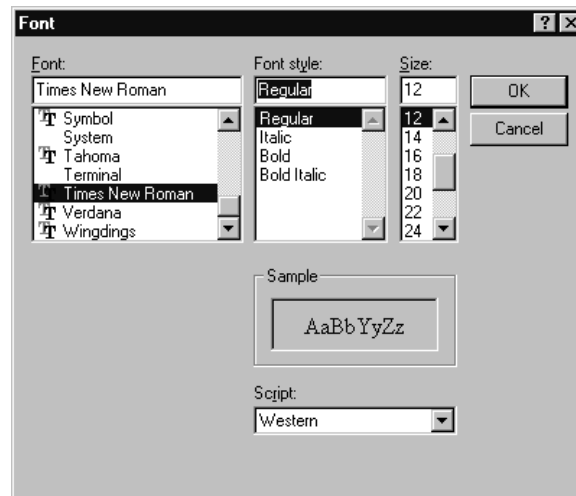 Font
Font:
Times New Roman
Symbol
System
Tahoma
Terminal
Times New Roman
Verdana
Wingdings
Font style:
Regular
Regular
Italic
Bold
Bold Italic
Size:
12
12
14
16
18
20
22
24
OK
Cancel
Sample
AaBbYyZz
Script:
Western